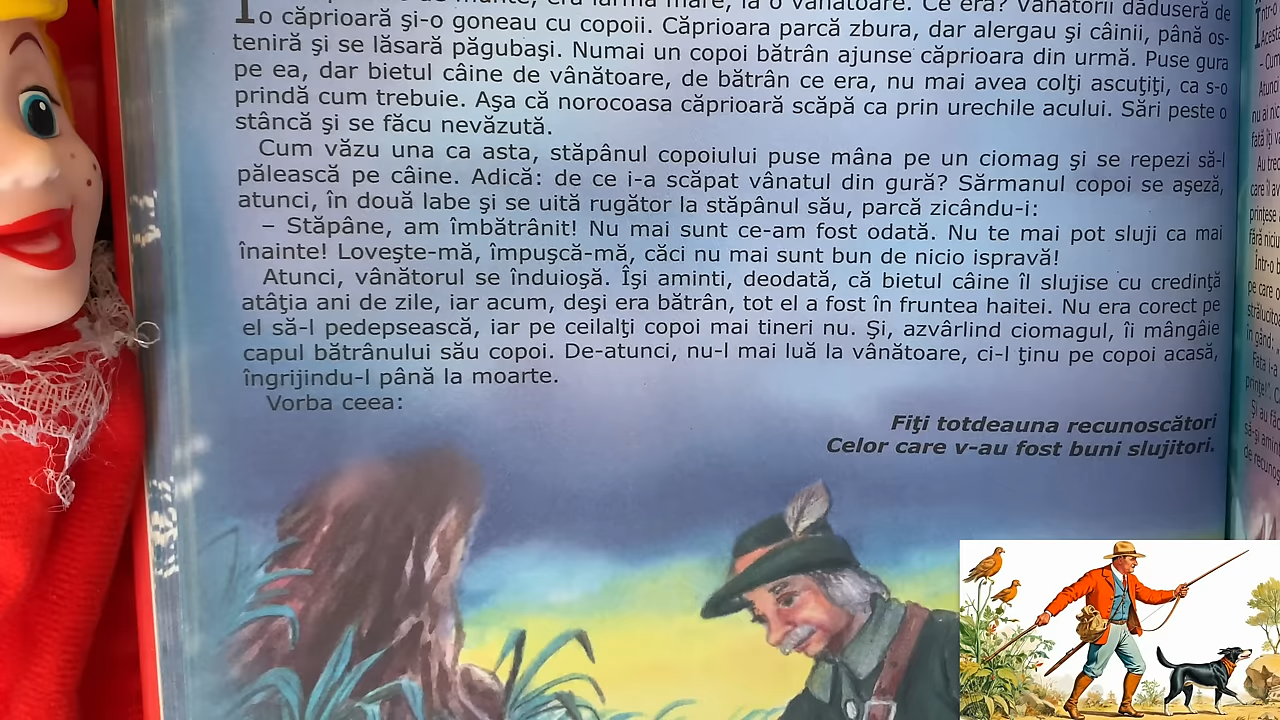 era larmă mare, la o vânătoare. Ce era? Vânătorii dăduseră de
o căprioară şi-o goneau cu copoii. Căprioara parcă zbura, dar alergau şi câinii, până os-
teniră şi se lăsară păgubaşi. Numai un copoi bătrân ajunse căprioara din urmă. Puse gura
pe ea, dar bietul câine de vânătoare, de bătrân ce era, nu mai avea colţi ascuţiţi, ca s-o
prindă cum trebuie. Aşa că norocoasa căprioară scăpă ca prin urechile acului. Sări peste o
stâncă şi se făcu nevăzută.
Cum văzu una ca asta, stăpânul copoiului puse mâna pe un ciomag şi se repezi să-l
pălească pe câine. Adică: de ce i-a scăpat vânatul din gură? Sărmanul copoi se aşeză,
atunci, în două labe şi se uită rugător la stăpânul său, parcă zicându-i:
– Stăpâne, am îmbătrânit! Nu mai sunt ce-am fost odată. Nu te mai pot sluji ca mai
înainte! Loveşte-mă, împuşcă-mă, căci nu mai sunt bun de nicio ispravă!
Atunci, vânătorul se înduioşă. Îşi aminti, deodată, că bietul câine îl slujise cu credinţă
atâţia ani de zile, iar acum, deşi era bătrân, tot el a fost în fruntea haitei. Nu era corect pe
el să-l pedepsească, iar pe ceilalţi copoi mai tineri nu. Şi, azvârlind ciomagul, îi mângâie
capul bătrânului său copoi. De-atunci, nu-l mai luă la vânătoare, ci-l ţinu pe copoi acasă,
îngrijindu-l până la moarte.
Vorba ceea:
Fiţi totdeauna recunoscători
Celor care v-au fost buni slujitori.